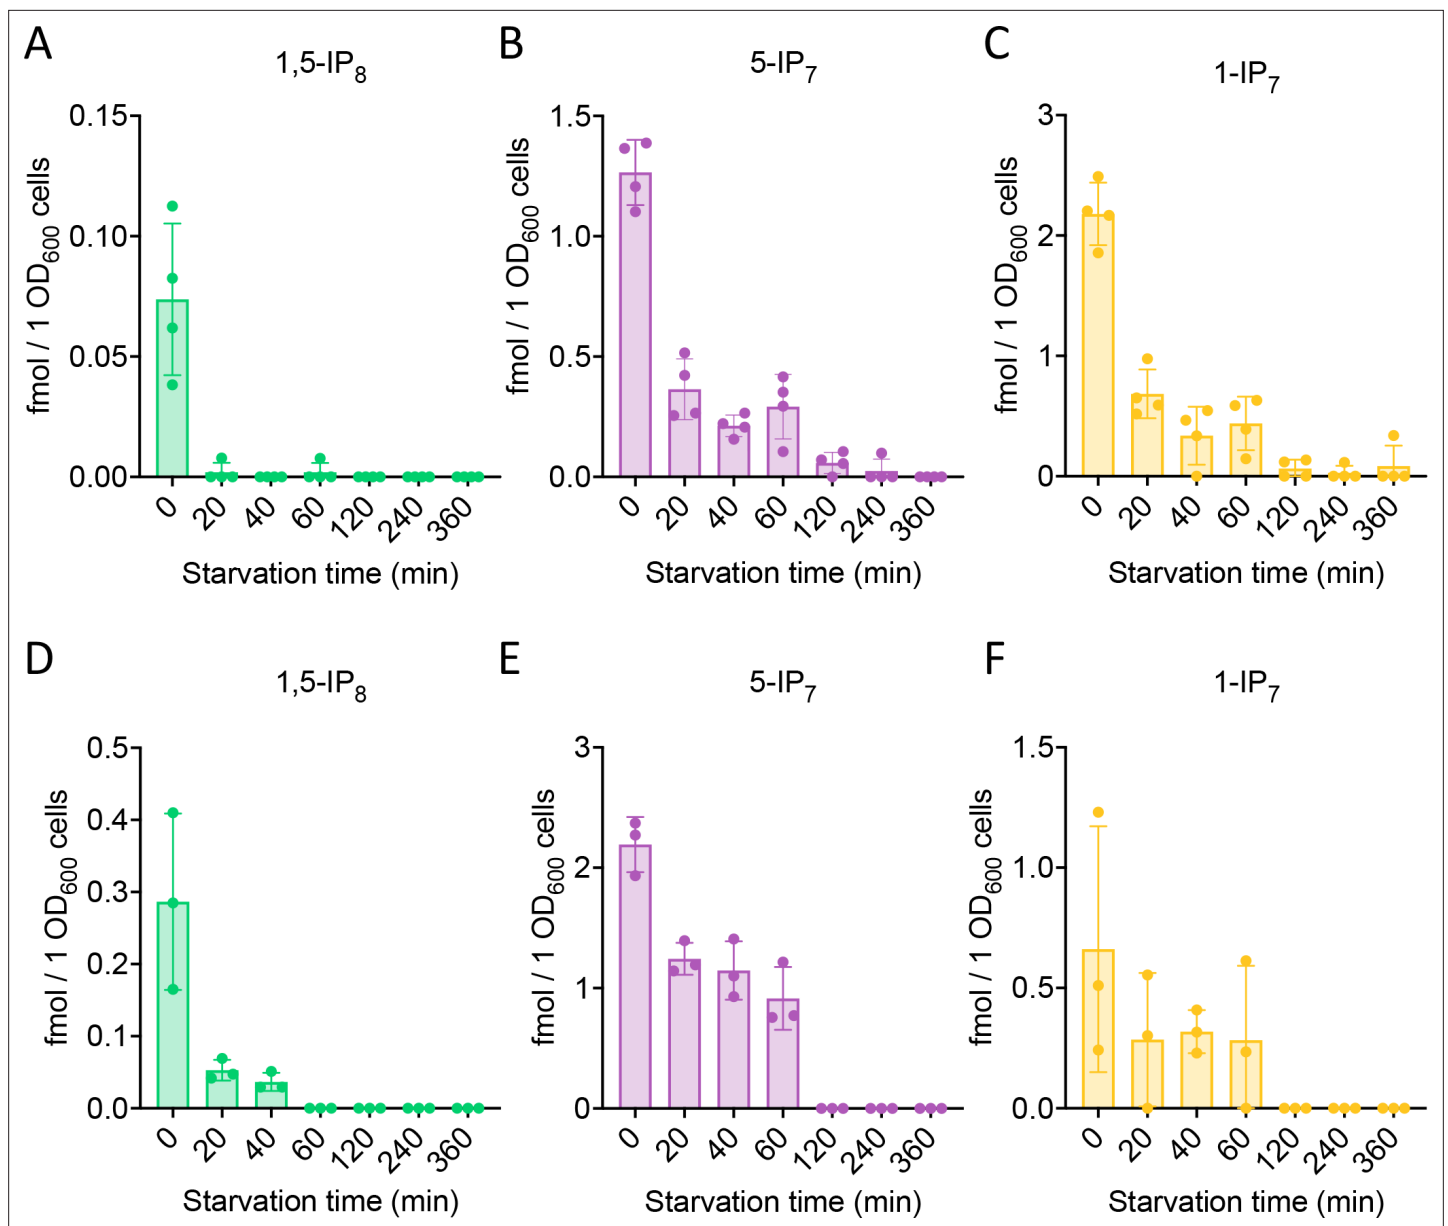 A
1,5-IP8
fmol / 1 OD600 cells
0.15
0.10
0.05
0.00
0 20 40 60 120 240 360
Starvation time (min)
B
5-IP7
fmol / 1 OD600 cells
1.5
1.0
0.5
0.0
0 20 40 60 120 240 360
Starvation time (min)
C
1-IP7
fmol / 1 OD600 cells
3
2
1
0
0 20 40 60 120 240 360
Starvation time (min)
D
1,5-IP8
fmol / 1 OD600 cells
0.5
0.4
0.3
0.2
0.1
0.0
0 20 40 60 120 240 360
Starvation time (min)
E
5-IP7
fmol / 1 OD600 cells
3
2
1
0
0 20 40 60 120 240 360
Starvation time (min)
F
1-IP7
fmol / 1 OD600 cells
1.5
1.0
0.5
0.0
0 20 40 60 120 240 360
Starvation time (min)